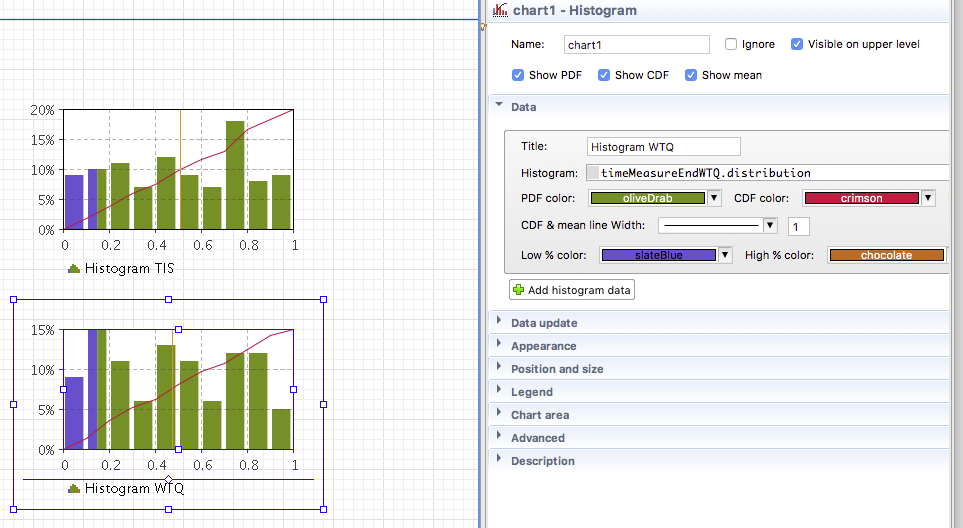 chart1 - Histogram
Name: chart1 Ignore Visible on upper level
Show PDF Show CDF Show mean
Data
Title: Histogram WTQ
Histogram: timeMeasureEndWTQ.distribution
PDF color: oliveDrab CDF color: crimson
CDF & mean line Width: 1
Low % color: slateBlue High % color: chocolate
Add histogram data
Data update
Appearance
Position and size
Legend
Chart area
Advanced
Description
20%
15%
10%
5%
0%
0 0.2 0.4 0.6 0.8 1
Histogram TIS
15%
10%
5%
0%
0 0.2 0.4 0.6 0.8 1
Histogram WTQ